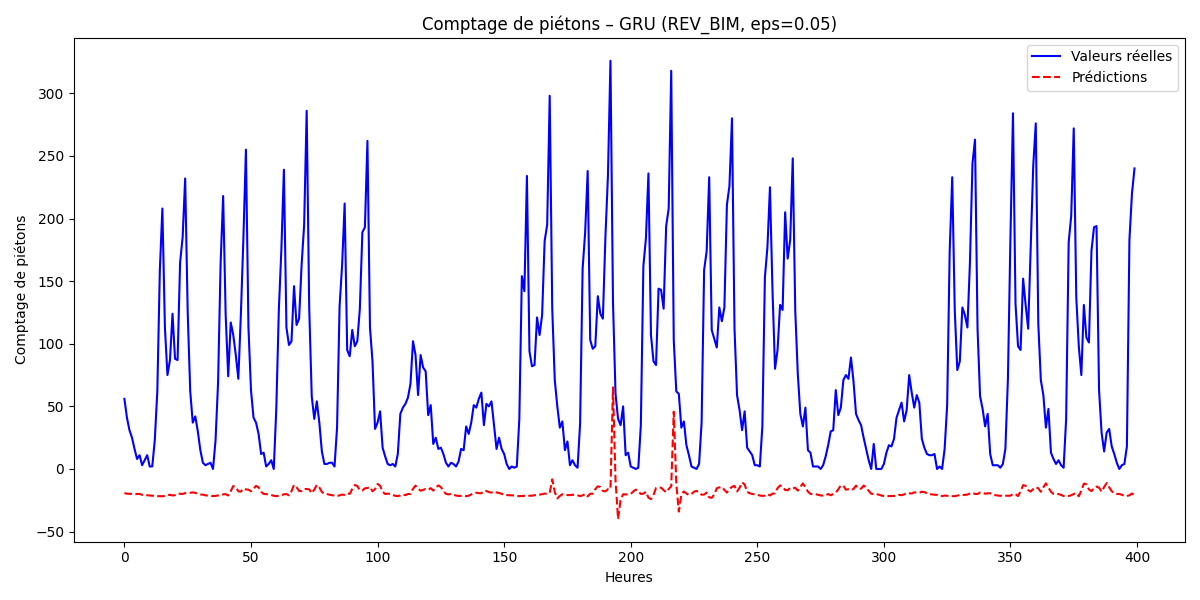 Comptage de piétons – GRU (REV_BIM, eps=0.05)
Valeurs réelles
Prédictions
Comptage de piétons
300
250
200
150
100
50
0
−50
0 50 100 150 200 250 300 350 400
Heures